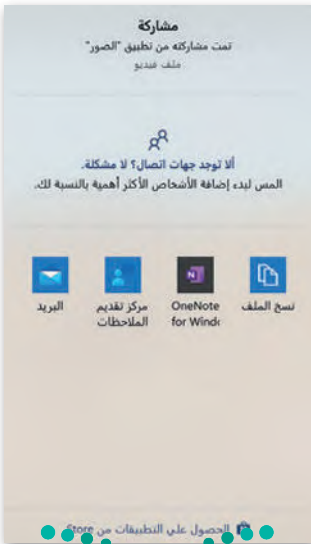 مشاركة
تمت مشاركته من تطبيق "الصور"
ملف فيديو
ألا توجد جهات اتصال؟ لا مشكلة.
المس لبدء إضافة الأشخاص الأكثر أهمية بالنسبة لك.
نسخ الملف
OneNote for Windo
مركز تقديم الملاحظات
البريد
الحصول على التطبيقات من Store